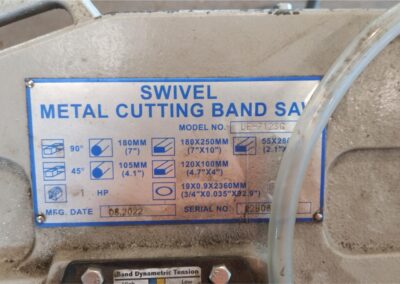 SWIVEL
METAL CUTTING BAND SAW
MODEL NO.
90° 180MM (7") 180X250MM (7"X10")
45° 105MM (4.1") 120X100MM (4.7"X4")
HP 19X0.9X2360MM (3/4"X0.035"X92.9")
MFG. DATE 08.2022 SERIAL NO.
Band Dynametric Tension